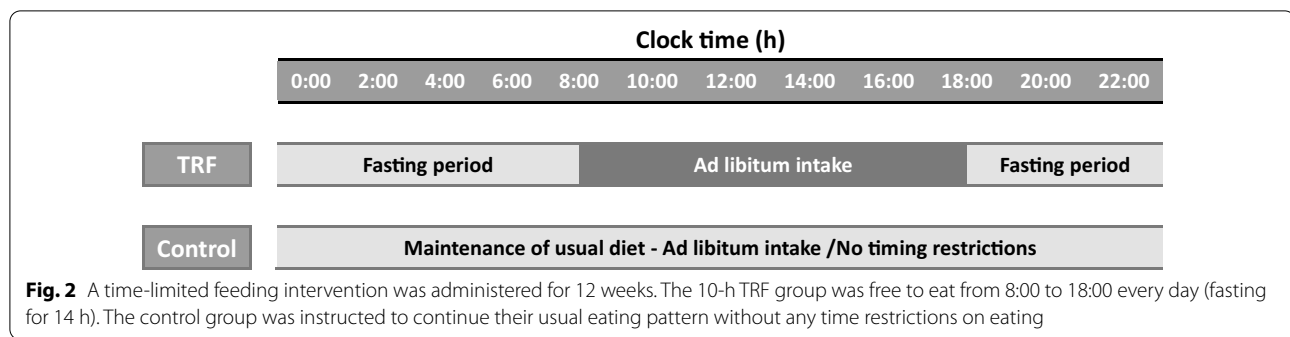 Clock time (h)
0:00 2:00 4:00 6:00 8:00 10:00 12:00 14:00 16:00 18:00 20:00 22:00
TRF Fasting period Ad libitum intake Fasting period
Control Maintenance of usual diet - Ad libitum intake /No timing restrictions
Fig. 2 A time-limited feeding intervention was administered for 12 weeks. The 10-h TRF group was free to eat from 8:00 to 18:00 every day (fasting
for 14 h). The control group was instructed to continue their usual eating pattern without any time restrictions on eating